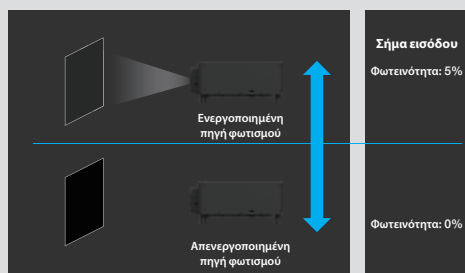 Σήμα εισόδου
Φωτεινότητα: 5%
Ενεργοποιημένη
πηγή φωτισμού
Φωτεινότητα: 0%
Απενεργοποιημένη
πηγή φωτισμού